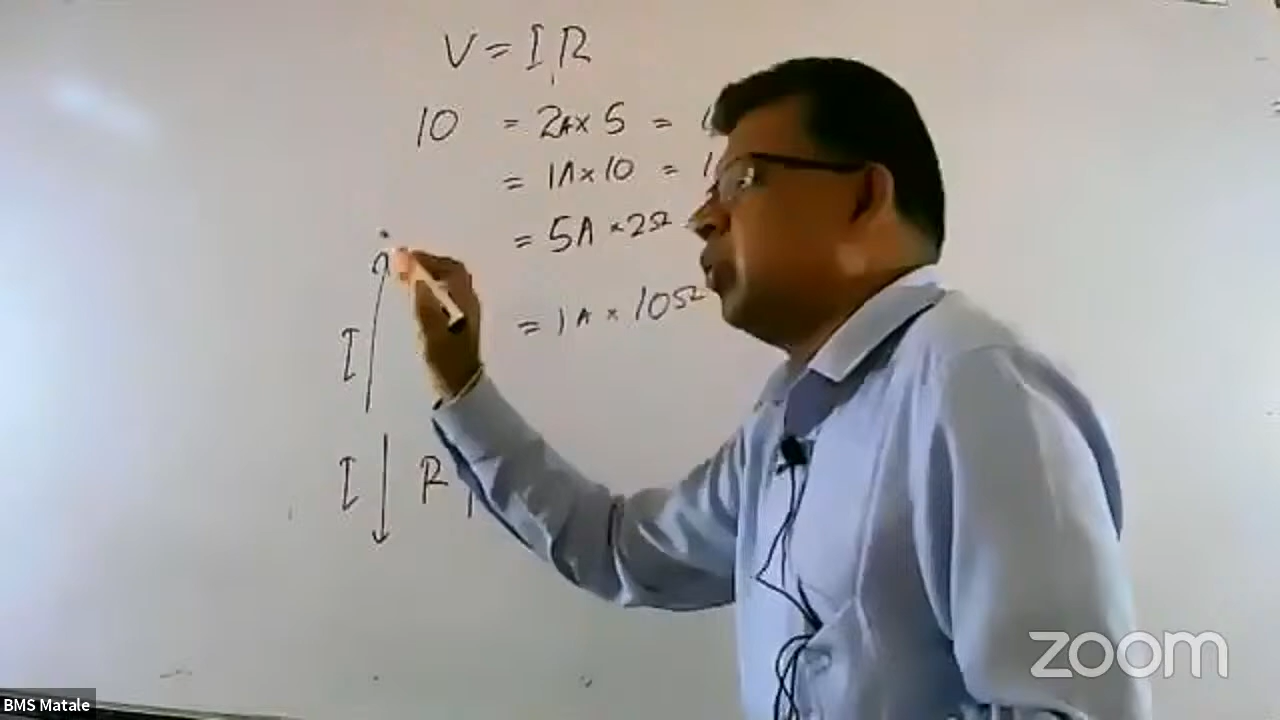 V = IR
10 = 2A × 5 =
= 1A × 10 =
= 5A × 2Ω
= 1A × 10Ω
I
I R
zoom
BMS Matale